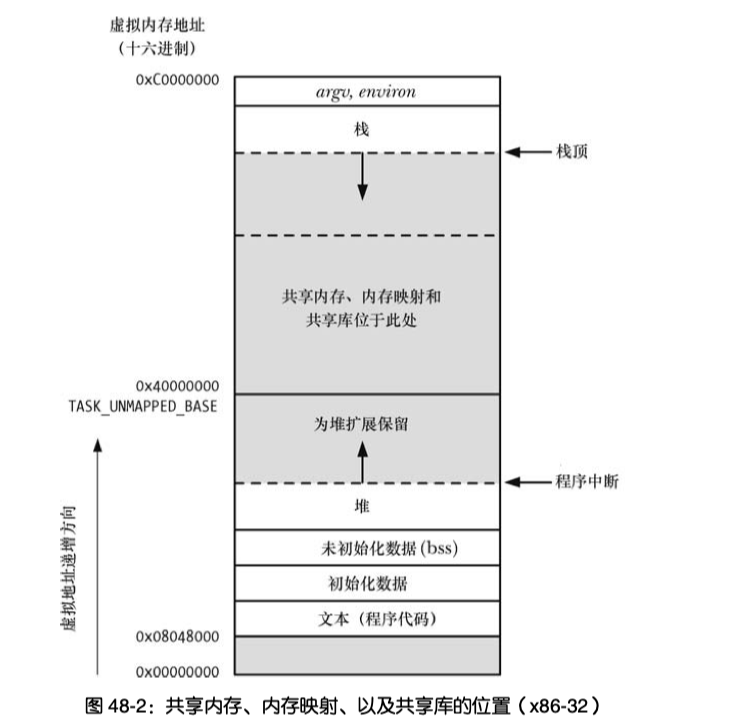 虚拟内存地址
（十六进制）
0xC0000000
argv, environ
栈
栈顶
共享内存、内存映射和
共享库位于此处
0x40000000
TASK_UNMAPPED_BASE
为堆扩展保留
程序中断
堆
未初始化数据 (bss)
初始化数据
文本（程序代码）
0x08048000
0x00000000
虚拟地址递增方向
图 48-2：共享内存、内存映射、以及共享库的位置（x86-32）